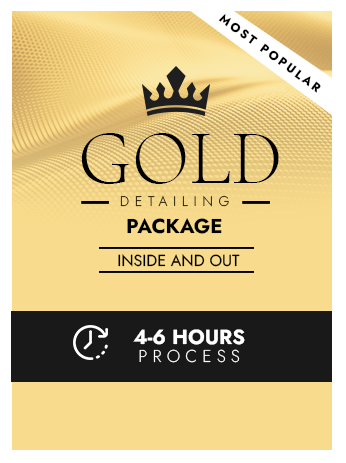 MOST POPULAR
GOLD
DETAILING
PACKAGE
INSIDE AND OUT
4-6 HOURS
PROCESS